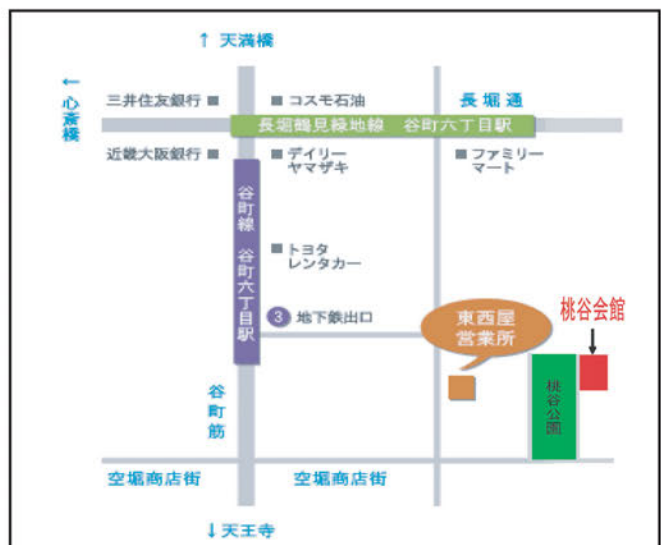 ↑ 天満橋
← 心斎橋
三井住友銀行
コスモ石油
長堀通
長堀鶴見緑地線 谷町六丁目駅
近畿大阪銀行
デイリー
ヤマザキ
ファミリー
マート
谷町線 谷町六丁目駅
トヨタ
レンタカー
3 地下鉄出口
東西屋
営業所
桃谷会館
桃谷公園
谷町筋
空堀商店街
空堀商店街
↓天王寺